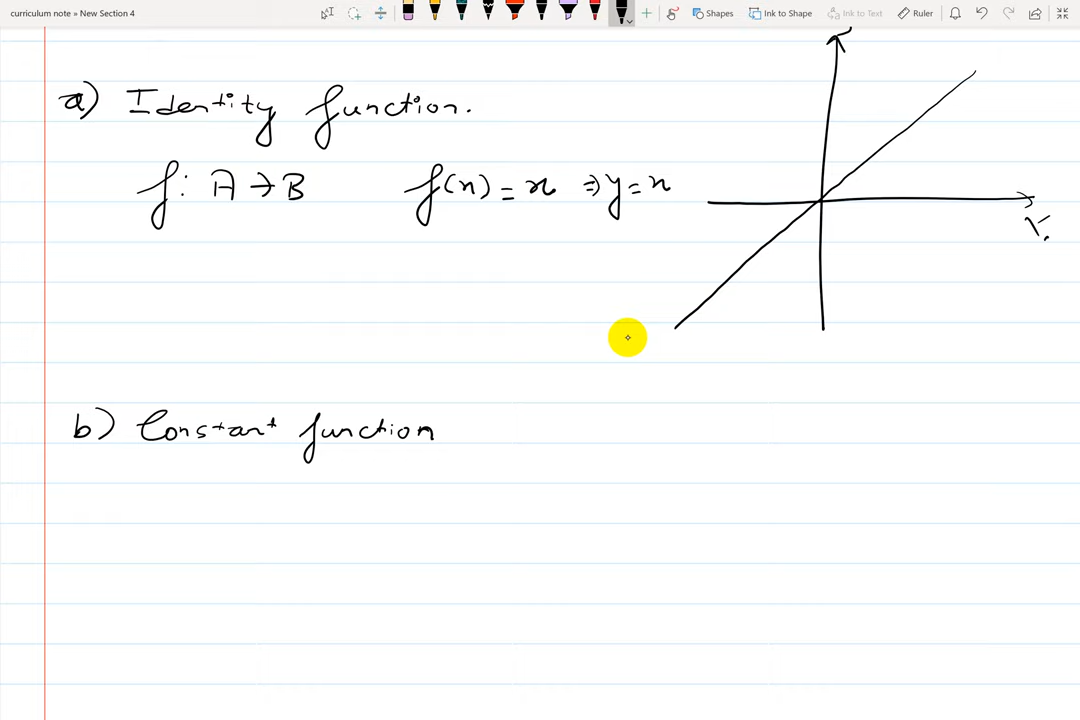 curriculum note » New Section 4
Shapes Ink to Shape Ink to Text Ruler
a) Identity function.
f: A → B f(x) = x ⇒ y = x
b) Constant function